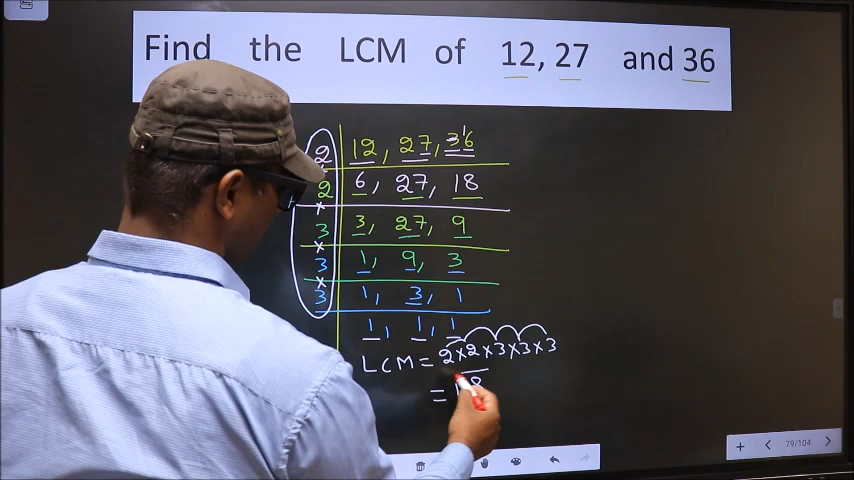 Find the LCM of 12, 27 and 36
2 12, 27, 36
2 6, 27, 18
3 3, 27, 9
3 1, 9, 3
3 1, 3, 1
1, 1, 1
LCM = 2×2×3×3×3
=
79/104